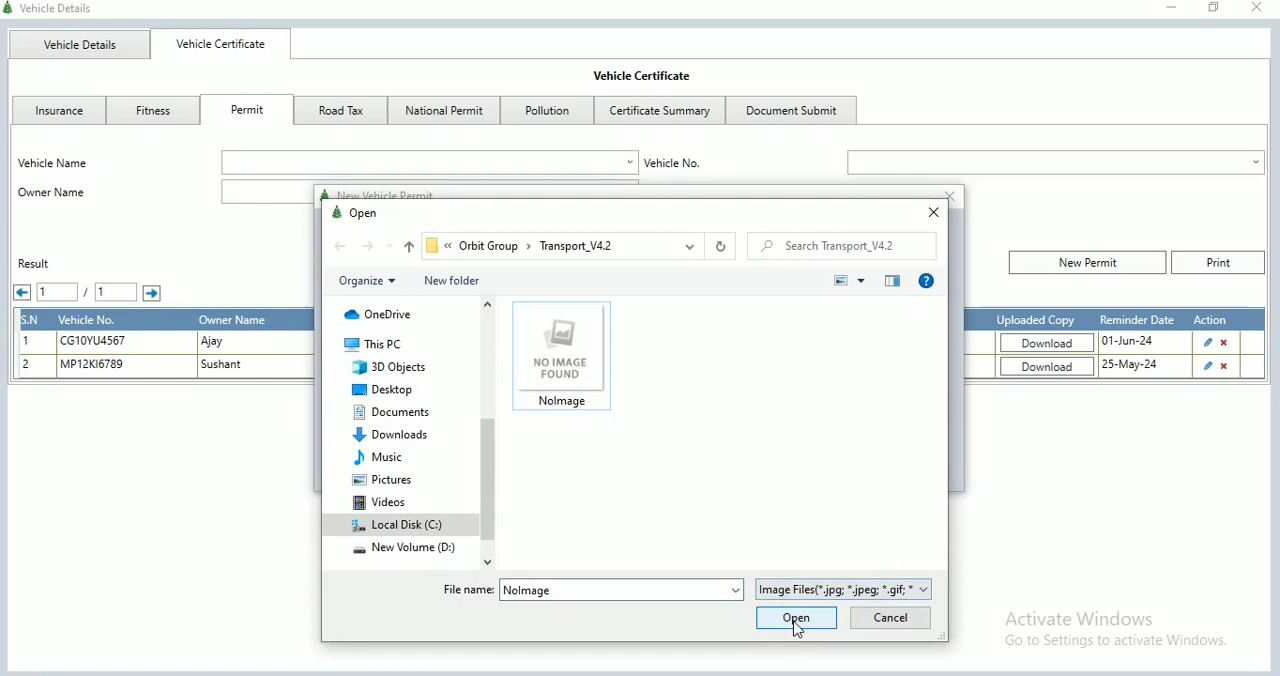 Vehicle Details
Vehicle Details Vehicle Certificate
Vehicle Certificate
Insurance Fitness Permit Road Tax National Permit Pollution Certificate Summary Document Submit
Vehicle Name Vehicle No.
Owner Name
New Vehicle Permit
Open
« Orbit Group › Transport_V4.2 Search Transport_V4.2
Organize New folder ?
New Permit Print
Result
1 / 1
S.N Vehicle No. Owner Name Uploaded Copy Reminder Date Action
1 CG10YU4567 Ajay Download 01-Jun-24
2 MP12KI6789 Sushant Download 25-May-24
OneDrive
This PC
3D Objects
Desktop
Documents
Downloads
Music
Pictures
Videos
Local Disk (C:)
New Volume (D:)
NO IMAGE
FOUND
NoImage
File name: NoImage Image Files(*.jpg; *.jpeg; *.gif; *
Open Cancel
Activate Windows
Go to Settings to activate Windows.